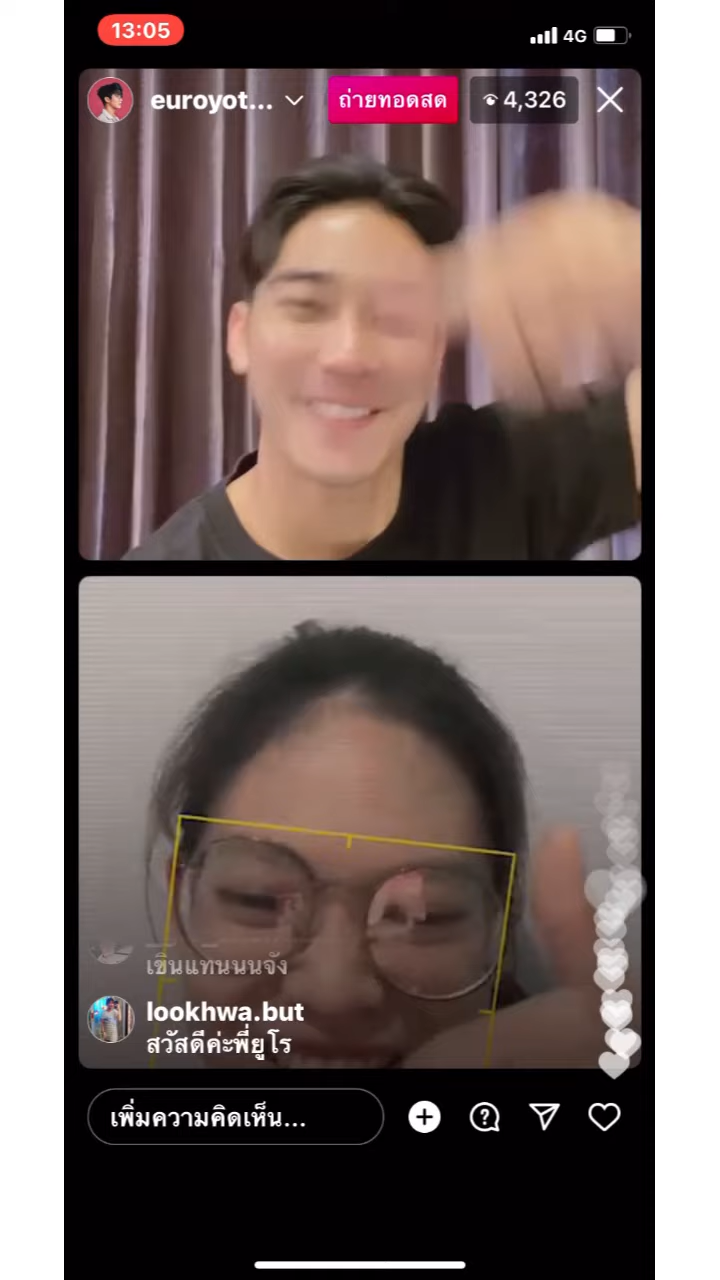 13:05
4G
euroyot...
ถ่ายทอดสด
4,326
เขินแทนนนจัง
lookhwa.but
สวัสดีค่ะพี่ยูโร
เพิ่มความคิดเห็น...